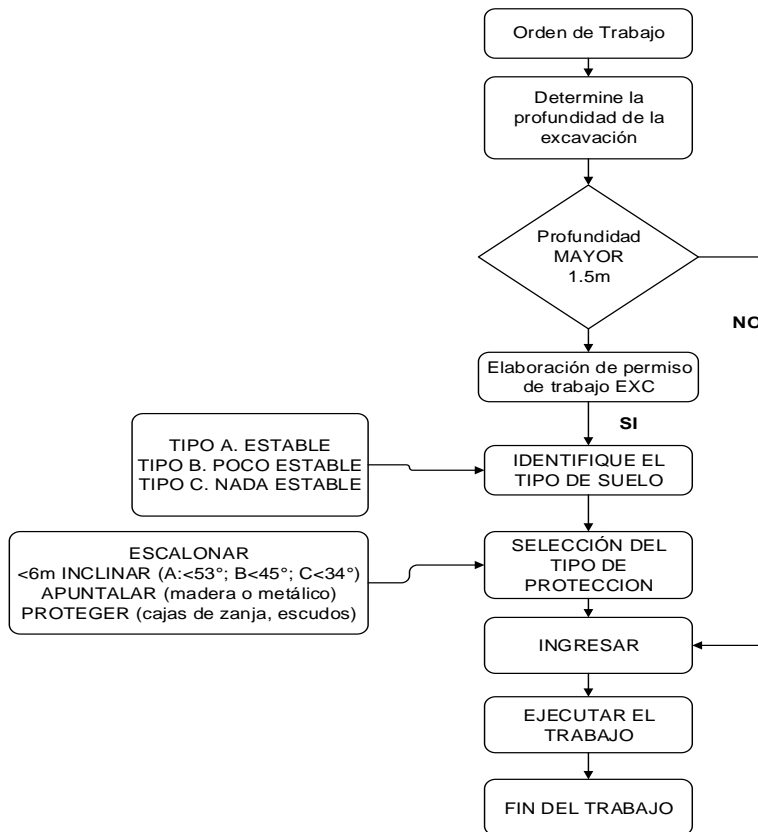 Orden de Trabajo
Determine la
profundidad de la
excavación
Profundidad
MAYOR
1.5m
NO
Elaboración de permiso
de trabajo EXC
SI
TIPO A. ESTABLE
TIPO B. POCO ESTABLE
TIPO C. NADA ESTABLE
IDENTIFIQUE EL
TIPO DE SUELO
ESCALONAR
<6m INCLINAR (A:<53°; B<45°; C<34°)
APUNTALAR (madera o metálico)
PROTEGER (cajas de zanja, escudos)
SELECCIÓN DEL
TIPO DE
PROTECCION
INGRESAR
EJECUTAR EL
TRABAJO
FIN DEL TRABAJO